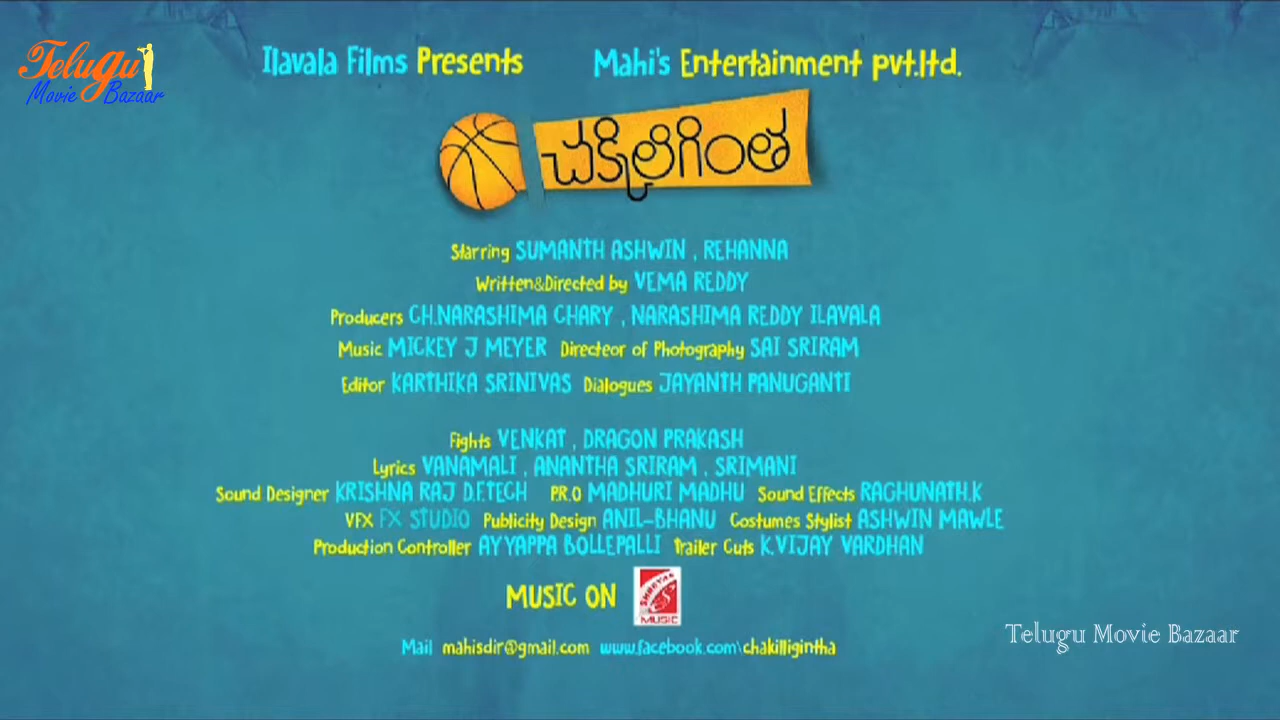 Telugu
Movie Bazaar
Ilavala Films Presents Mahi's Entertainment pvt.ltd.
చక్కిలిగింత
Starring SUMANTH ASHWIN , REHANNA
Written&Directed by VEMA REDDY
Producers CH.NARASHIMA CHARY , NARASHIMA REDDY ILAVALA
Music MICKEY J MEYER Directeor of Photography SAI SRIRAM
Editor KARTHIKA SRINIVAS Dialogues JAYANTH PANUGANTI
Fights VENKAT , DRAGON PRAKASH
Lyrics VANAMALI , ANANTHA SRIRAM , SRIMANI
Sound Designer KRISHNA RAJ D.F.TECH PR.O MADHURI MADHU Sound Effects RAGHUNATH.K
VFX FX STUDIO Publicity Design ANIL-BHANU Costumes Stylist ASHWIN MAWLE
Production Controller AYYAPPA BOLLEPALLI Trailer Cuts K.VIJAY VARDHAN
MUSIC ON SHREYAS MUSIC
Telugu Movie Bazaar
Mail mahisdir@gmail.com www.facebook.com\chakilligintha